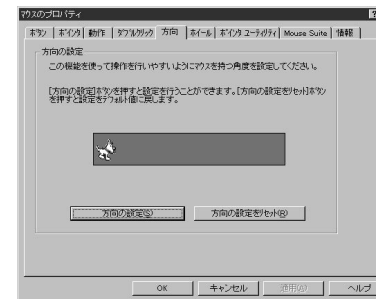 マウスのプロパティ
ボタン ポインタ 動作 ダブルクリック 方向 ホイール ポインタ ユーティリティ Mouse Suite 情報
方向の設定
この機能を使って操作を行いやすいようにマウスを持つ角度を設定してください。
[方向の設定]ボタンを押すと設定を行うことができます。[方向の設定をリセット]ボタン
を押すと設定をデフォルト値に戻します。
方向の設定(S) 方向の設定をリセット(R)
OK キャンセル 適用(A) ヘルプ